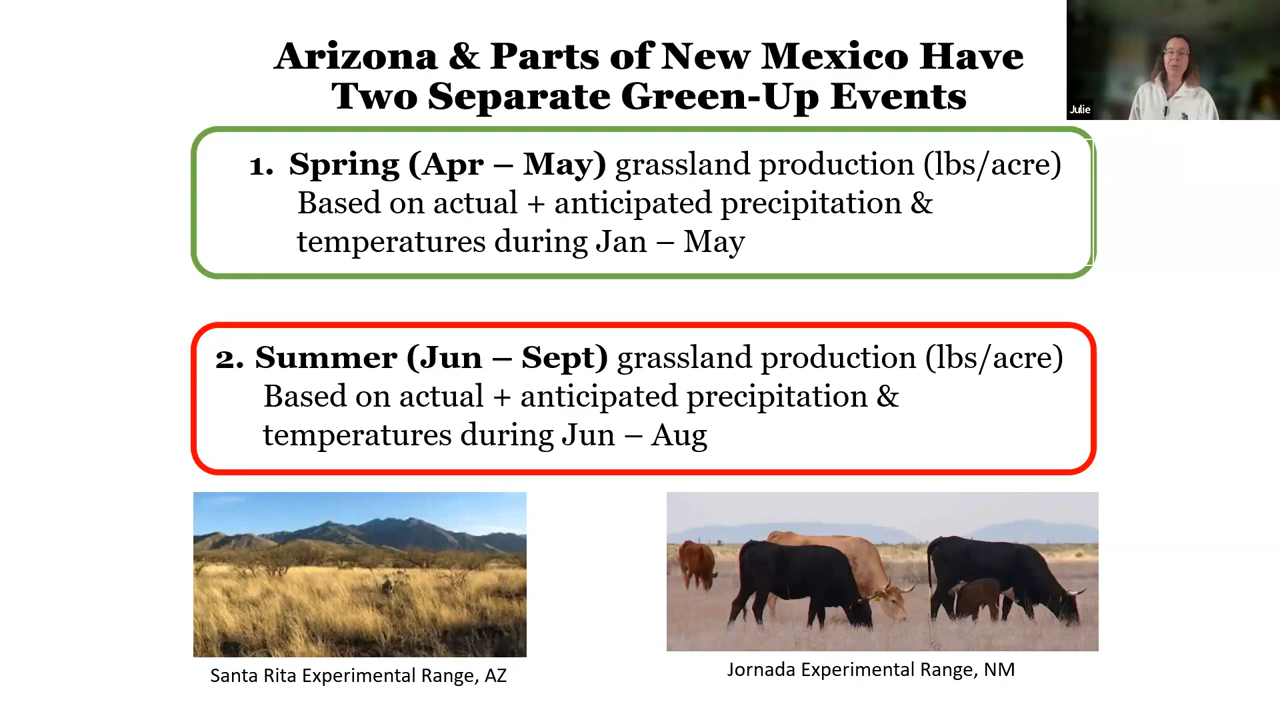 Arizona & Parts of New Mexico Have
Two Separate Green-Up Events
Julie
1. Spring (Apr – May) grassland production (lbs/acre)
Based on actual + anticipated precipitation &
temperatures during Jan – May
2. Summer (Jun – Sept) grassland production (lbs/acre)
Based on actual + anticipated precipitation &
temperatures during Jun – Aug
Santa Rita Experimental Range, AZ
Jornada Experimental Range, NM